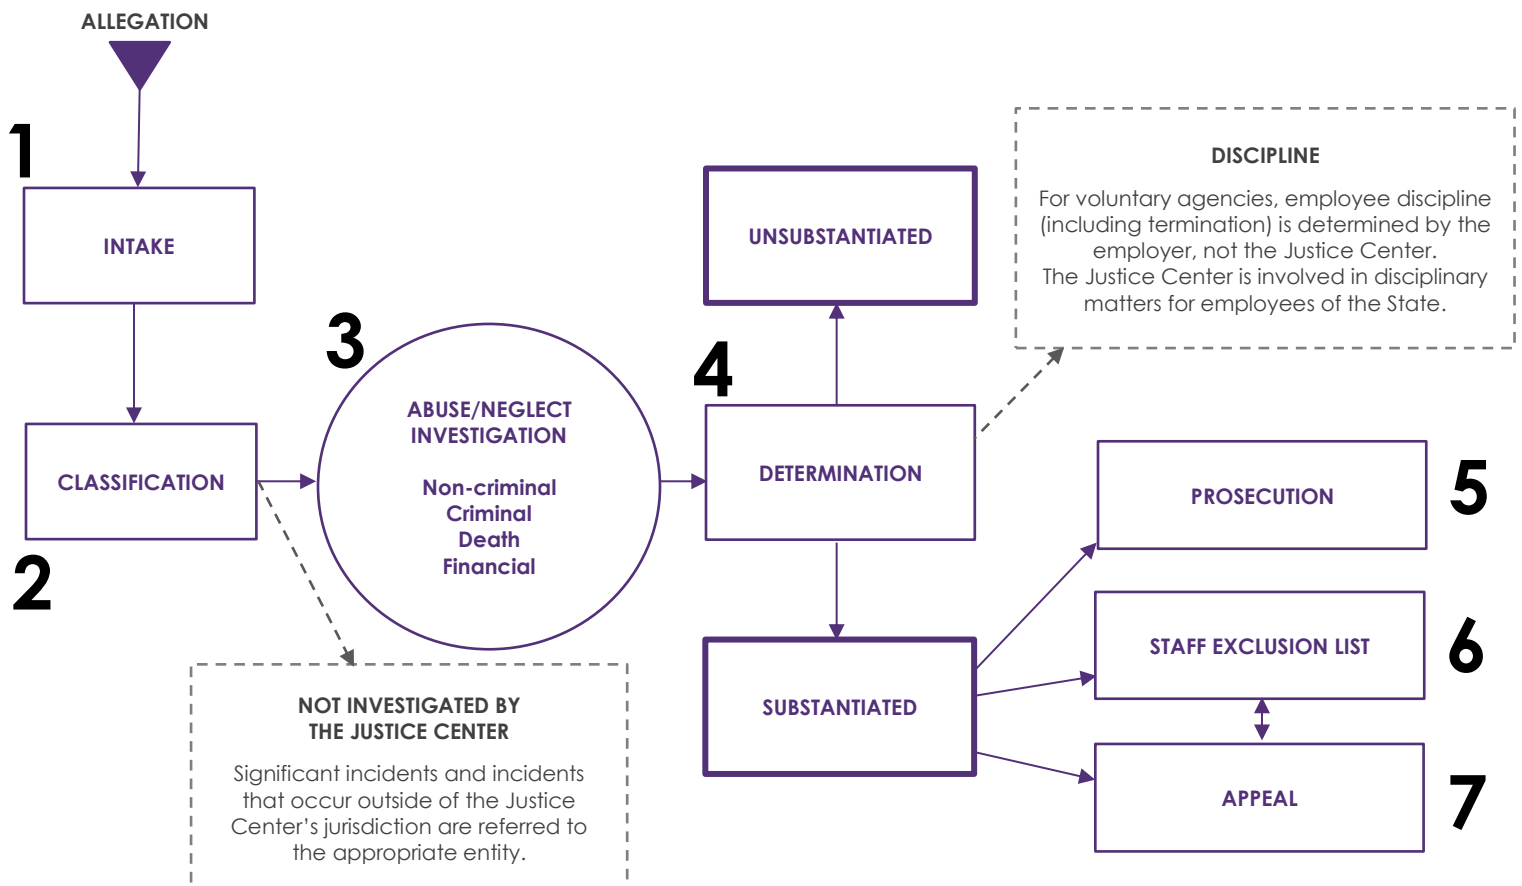 ALLEGATION
1
INTAKE
CLASSIFICATION
2
3
ABUSE/NEGLECT
INVESTIGATION
Non-criminal
Criminal
Death
Financial
NOT INVESTIGATED BY
THE JUSTICE CENTER
Significant incidents and incidents
that occur outside of the Justice
Center’s jurisdiction are referred to
the appropriate entity.
4
DETERMINATION
UNSUBSTANTIATED
SUBSTANTIATED
DISCIPLINE
For voluntary agencies, employee discipline
(including termination) is determined by the
employer, not the Justice Center.
The Justice Center is involved in disciplinary
matters for employees of the State.
PROSECUTION
5
STAFF EXCLUSION LIST
6
APPEAL
7